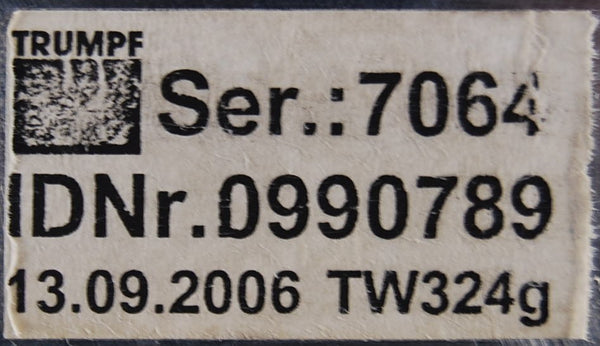 TRUMPF
Ser.:7064
IDNr.0990789
13.09.2006 TW324g